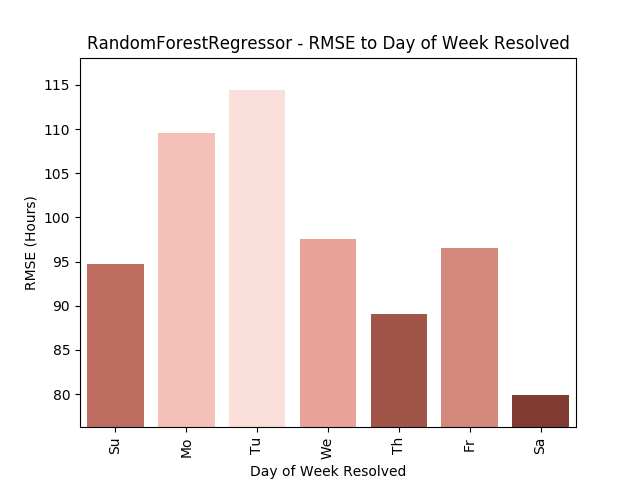 RandomForestRegressor - RMSE to Day of Week Resolved
115
110
105
100
95
90
85
80
RMSE (Hours)
Su
Mo
Tu
We
Th
Fr
Sa
Day of Week Resolved